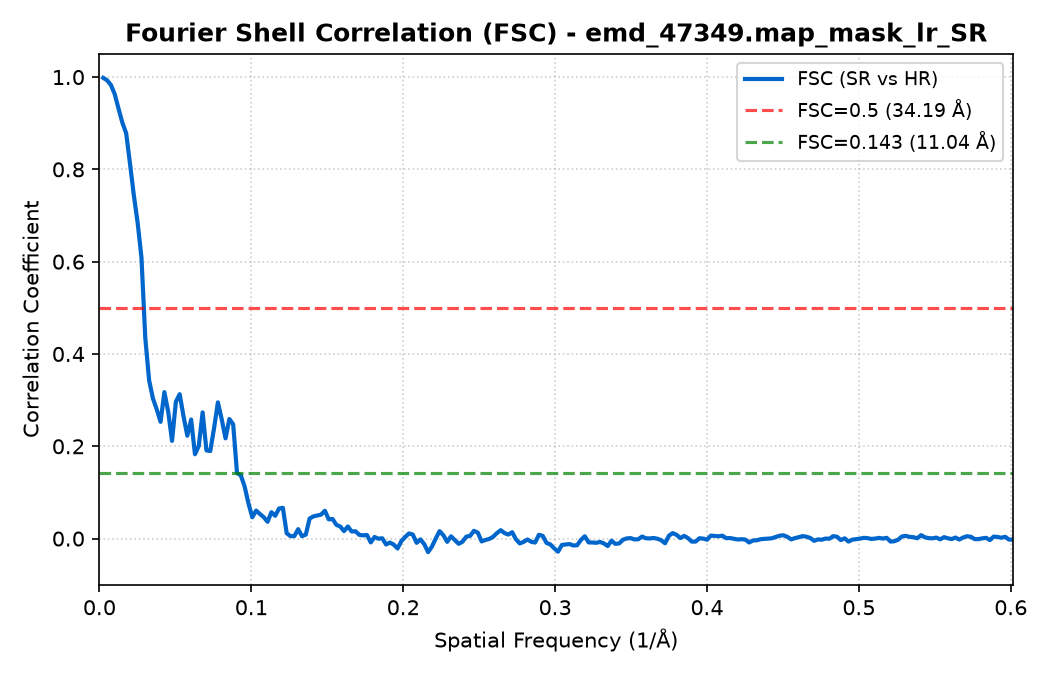 Fourier Shell Correlation (FSC) - emd_47349.map_mask_lr_SR
FSC (SR vs HR)
FSC=0.5 (34.19 Å)
FSC=0.143 (11.04 Å)
Correlation Coefficient
1.0
0.8
0.6
0.4
0.2
0.0
0.0 0.1 0.2 0.3 0.4 0.5 0.6
Spatial Frequency (1/Å)